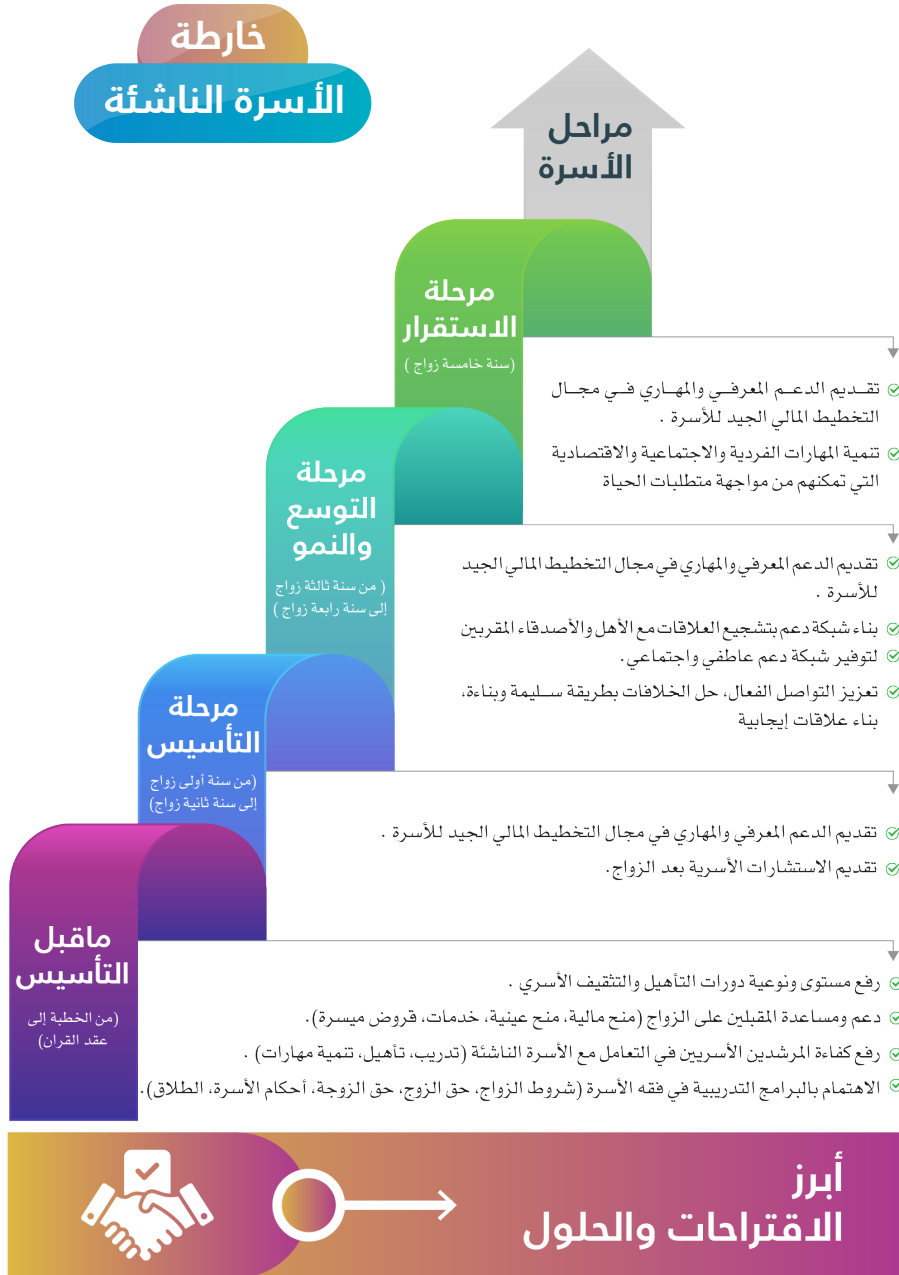 خارطة
الأسرة الناشئة
مراحل
الأسرة
مرحلة
الاستقرار
(سنة خامسة زواج )
تقـديم الدعـم المعرفـي والمهـاري فـي مجـال
التخطيط المالي الجيد للأسرة .
تنمية المهارات الفردية والاجتماعية والاقتصادية
التي تمكنهم من مواجهة متطلبات الحياة
مرحلة
التوسع
والنمو
( من سنة ثالثة زواج
إلى سنة رابعة زواج )
تقديم الدعم المعرفي والمهاري في مجال التخطيط المالي الجيد
للأسرة .
بناء شبكة دعم بتشجيع العلاقات مع الأهل والأصدقاء المقربين
لتوفير شبكة دعم عاطفي واجتماعي.
تعزيز التواصل الفعال، حل الخلافات بطريقة سـليمة وبناءة،
بناء علاقات إيجابية
مرحلة
التأسيس
(من سنة أولى زواج
إلى سنة ثانية زواج)
تقديم الدعم المعرفي والمهاري في مجال التخطيط المالي الجيد للأسرة .
تقديم الاستشارات الأسرية بعد الزواج.
ماقبل
التأسيس
(من الخطبة إلى
عقد القران)
رفع مستوى ونوعية دورات التأهيل والتثقيف الأسري .
دعم ومساعدة المقبلين على الزواج (منح مالية، منح عينية، خدمات، قروض ميسرة).
رفع كفاءة المرشدين الأسريين في التعامل مع الأسرة الناشئة (تدريب، تأهيل، تنمية مهارات) .
الاهتمام بالبرامج التدريبية في فقه الأسرة (شروط الزواج، حق الزوج، حق الزوجة، أحكام الأسرة، الطلاق).
أبرز
الاقتراحات والحلول